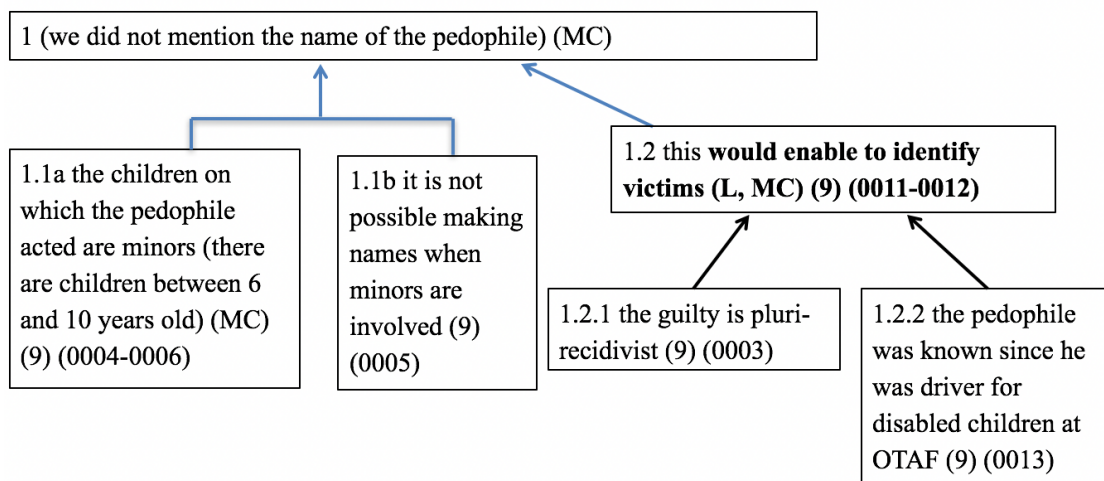 1 (we did not mention the name of the pedophile) (MC)
1.1a the children on
which the pedophile
acted are minors (there
are children between 6
and 10 years old) (MC)
(9) (0004-0006)
1.1b it is not
possible making
names when
minors are
involved (9)
(0005)
1.2 this would enable to identify
victims (L, MC) (9) (0011-0012)
1.2.1 the guilty is pluri-
recidivist (9) (0003)
1.2.2 the pedophile
was known since he
was driver for
disabled children at
OTAF (9) (0013)